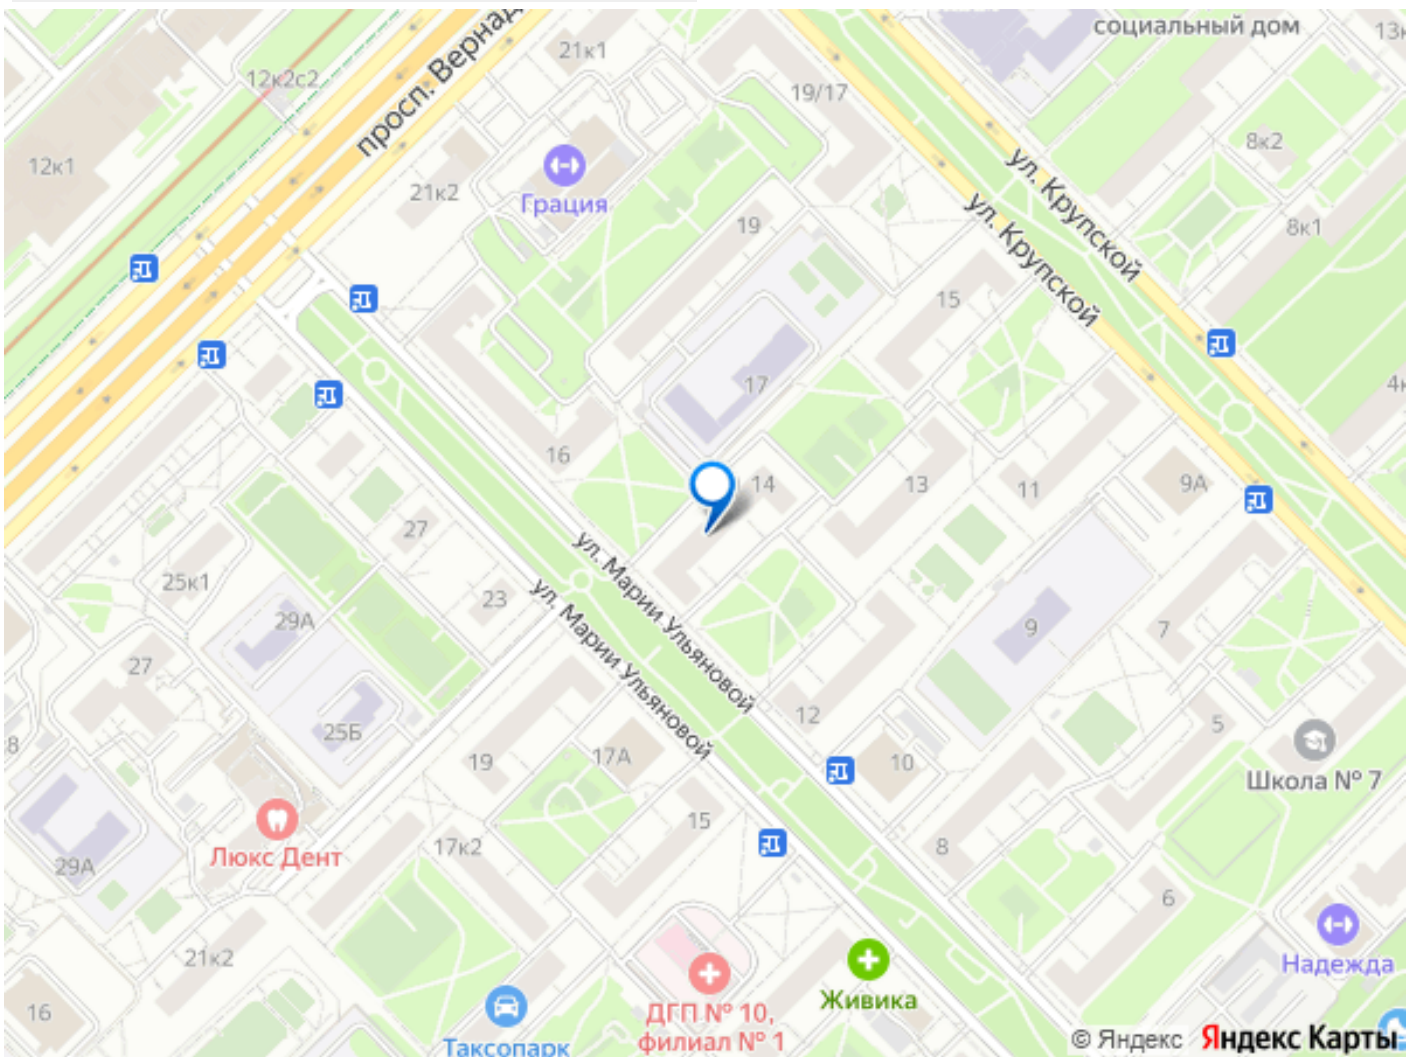 социальный дом
13к
21к1
12к2с2
просп. Вернад
19/17
8к2
ул. Крупской
12к1
21к2
Грация
19
ул. Крупской
8к1
15
17
4к
16
14
13
11
9А
27
ул. Марии Ульяновой
25к1
23
ул. Марии Ульяновой
29А
9
7
27
12
5
25Б
8
19
17А
10
Школа № 7
15
Люкс Дент
17к2
8
29А
6
21к2
Надежда
Живика
16
ДГП № 10,
филиал № 1
Таксопарк
© Яндекс Яндекс Карты